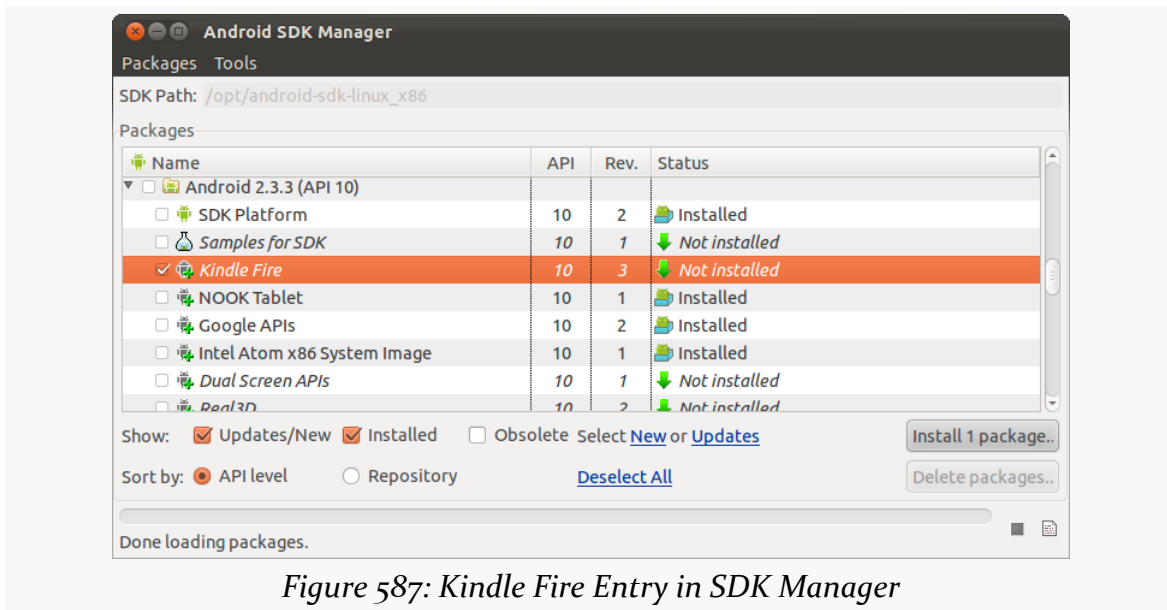 Android SDK Manager
Packages Tools
SDK Path: /opt/android-sdk-linux_x86
Packages
Name API Rev. Status
Android 2.3.3 (API 10)
SDK Platform 10 2 Installed
Samples for SDK 10 1 Not installed
Kindle Fire 10 3 Not installed
NOOK Tablet 10 1 Installed
Google APIs 10 2 Installed
Intel Atom x86 System Image 10 1 Installed
Dual Screen APIs 10 1 Not installed
Real3D 10 2 Not installed
Show: Updates/New Installed Obsolete Select New or Updates Install 1 package..
Sort by: API level Repository Deselect All Delete packages..
Done loading packages.
Figure 587: Kindle Fire Entry in SDK Manager